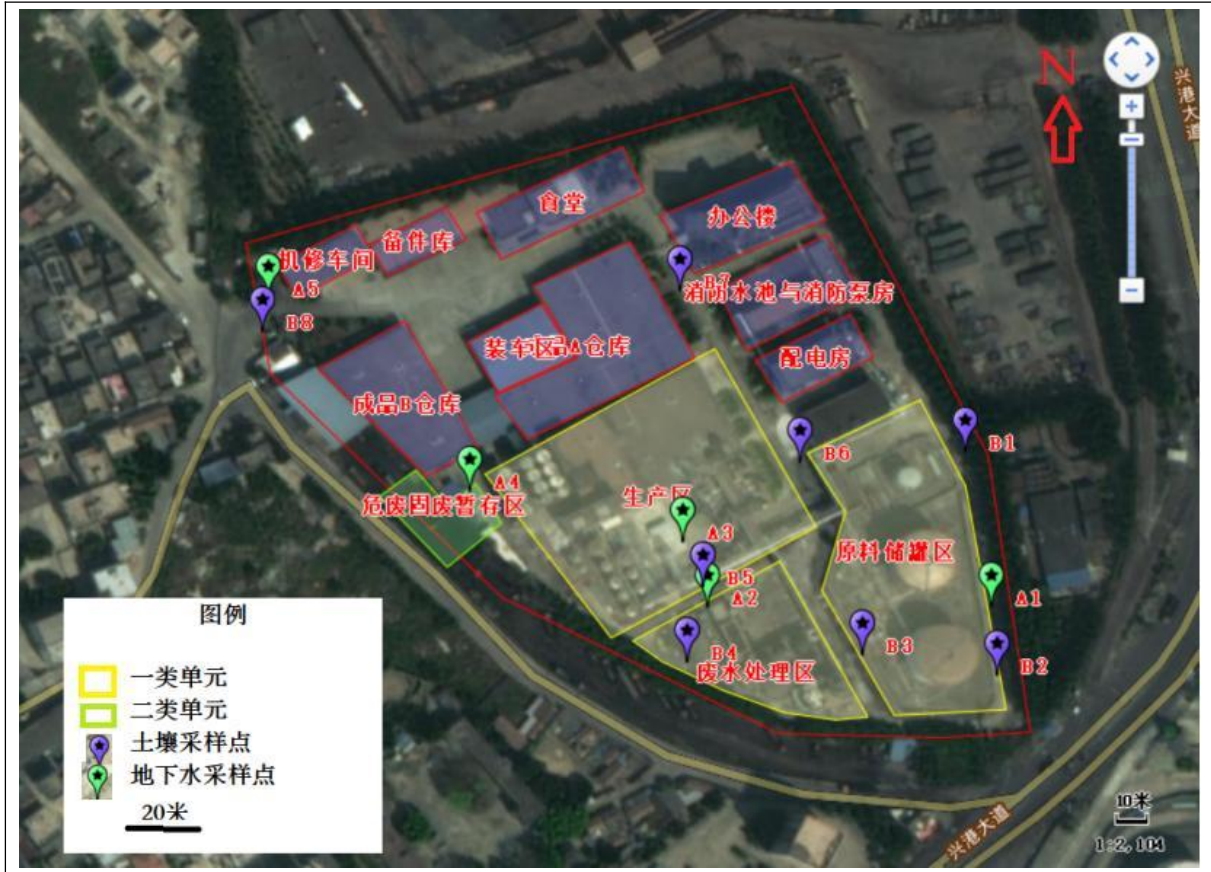 兴港大道
N
食堂
办公楼
备件库
机修车间
A5
B8
B7
消防水池与消防泵房
装车区
A仓库
配电房
成品B仓库
B1
B6
A4
危废固废暂存区
生产区
A3
原料储罐区
B5
A2
A1
B3
B4
B2
废水处理区
图例
一类单元
二类单元
土壤采样点
地下水采样点
20米
10米
1:2,104
兴港大道